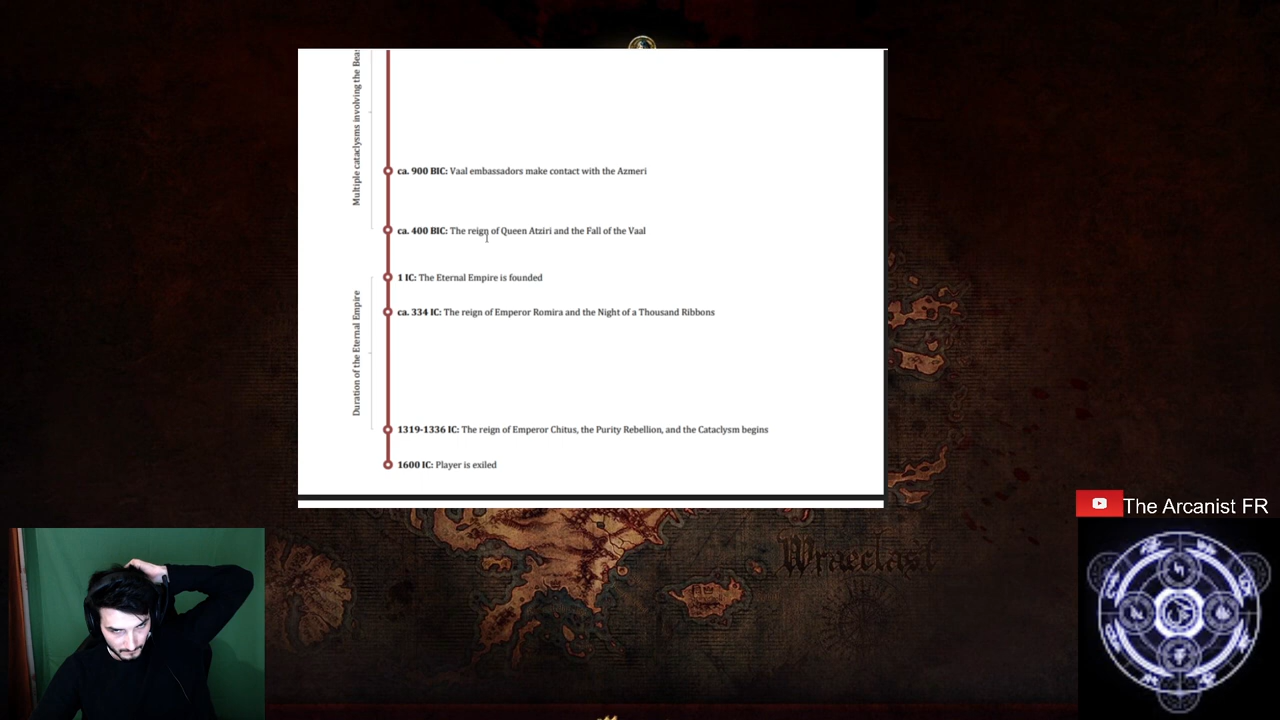 Multiple cataclysms involving the Beas
ca. 900 BIC: Vaal embassadors make contact with the Azmeri
ca. 400 BIC: The reign of Queen Atziri and the Fall of the Vaal
1 IC: The Eternal Empire is founded
Duration of the Eternal Empire
ca. 334 IC: The reign of Emperor Romira and the Night of a Thousand Ribbons
1319-1336 IC: The reign of Emperor Chitus, the Purity Rebellion, and the Cataclysm begins
1600 IC: Player is exiled
The Arcanist FR
Wraeclast